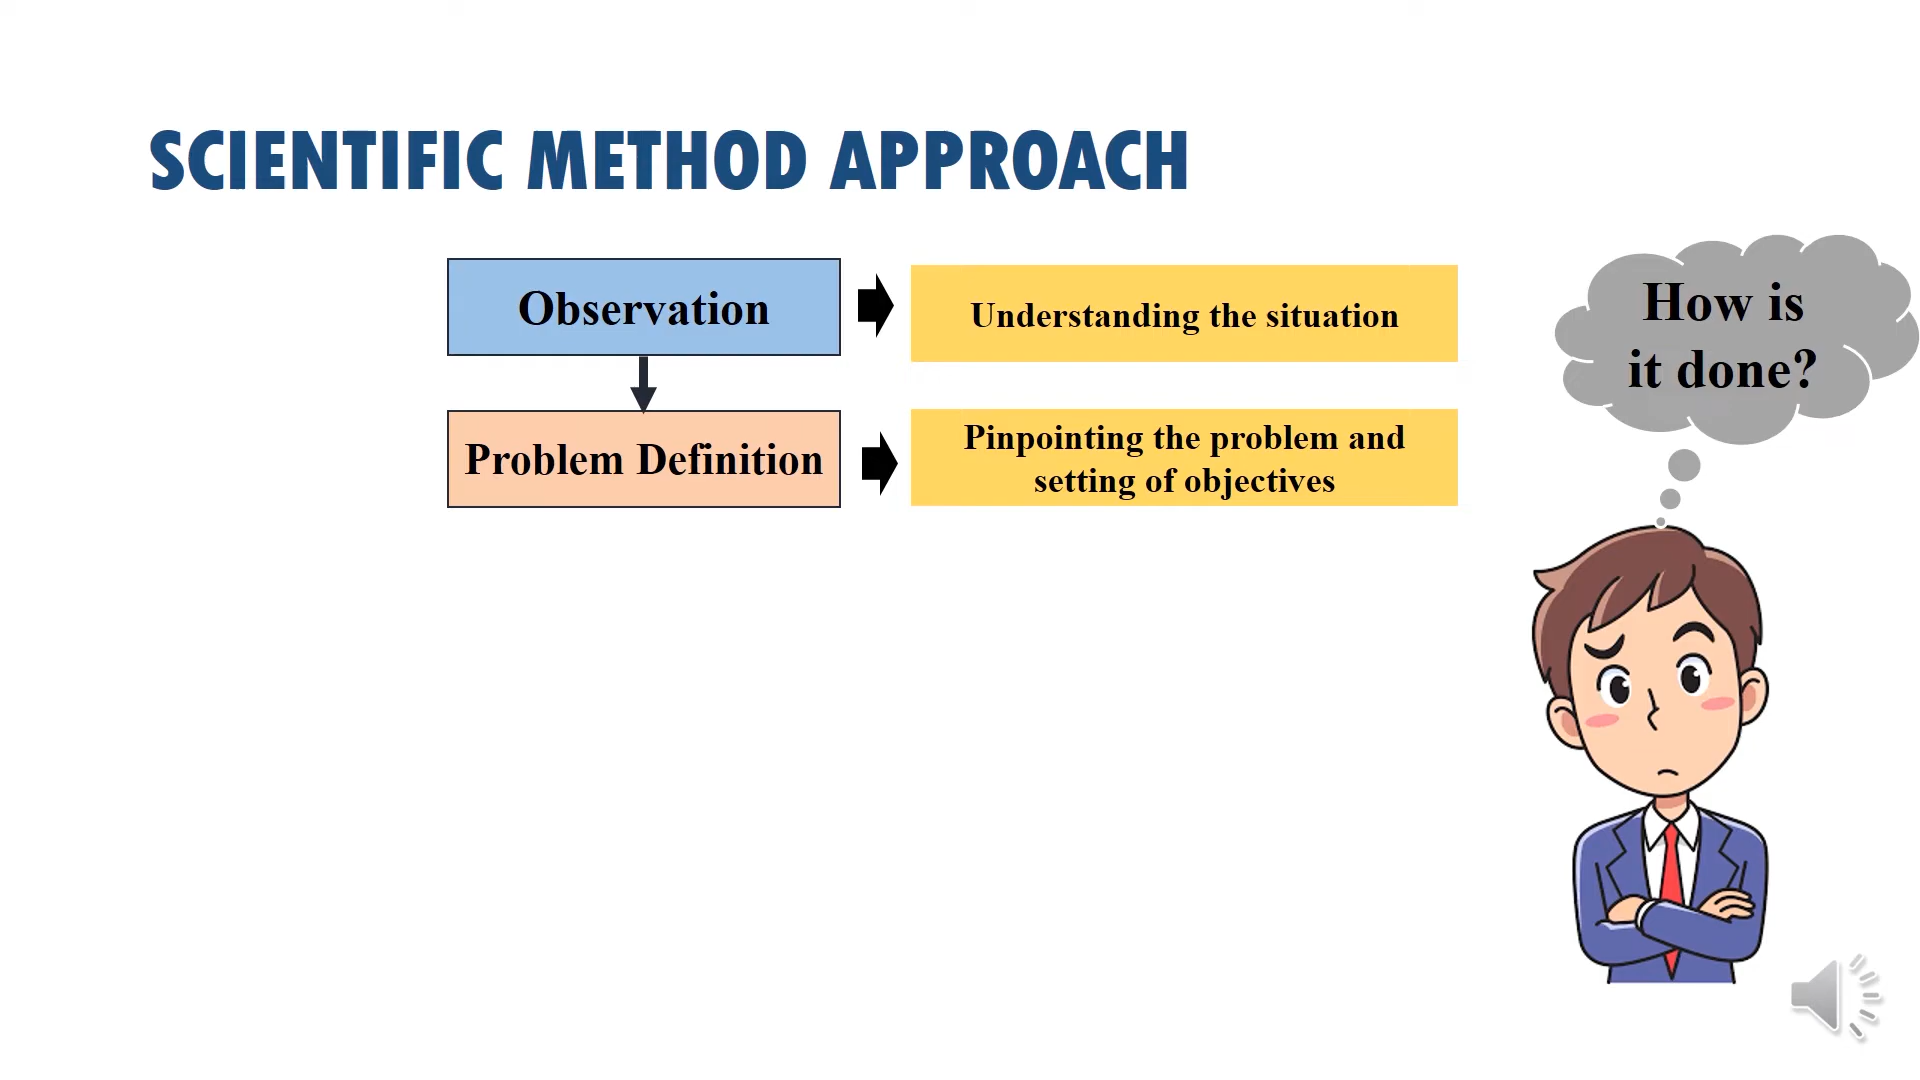 SCIENTIFIC METHOD APPROACH
Observation
Understanding the situation
Problem Definition
Pinpointing the problem and
setting of objectives
How is
it done?